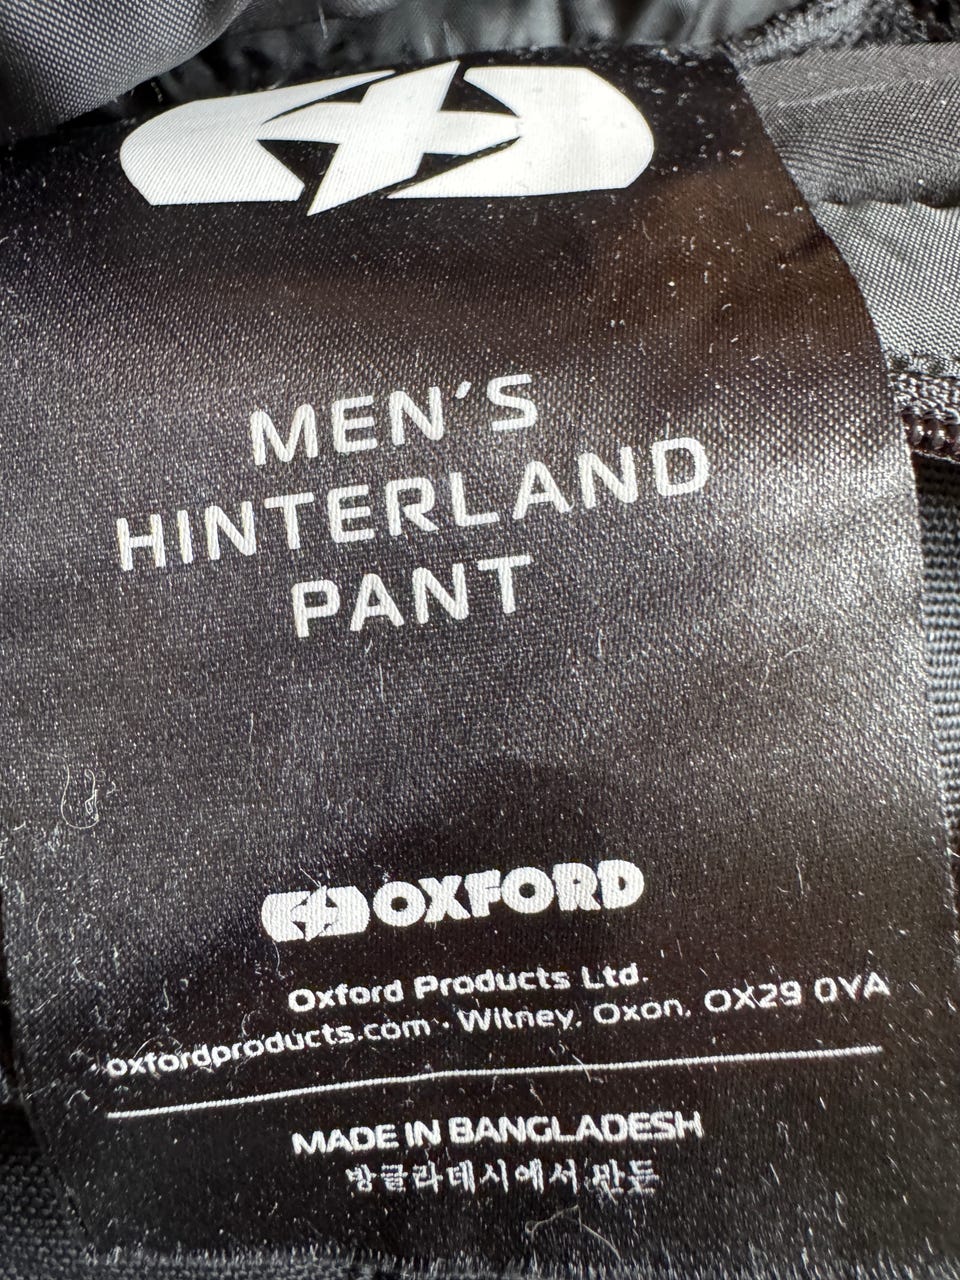 MEN'S
HINTERLAND
PANT
OXFORD
Oxford Products Ltd.
oxfordproducts.com · Witney, Oxon, OX29 0YA
MADE IN BANGLADESH
방글라데시에서 만든